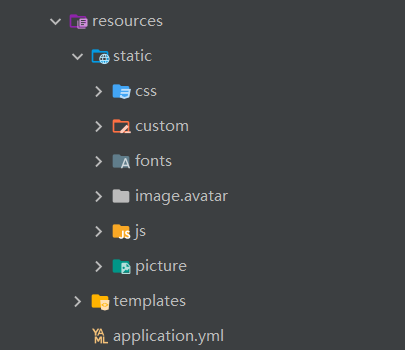 resources
static
css
custom
fonts
image.avatar
js
picture
templates
application.yml